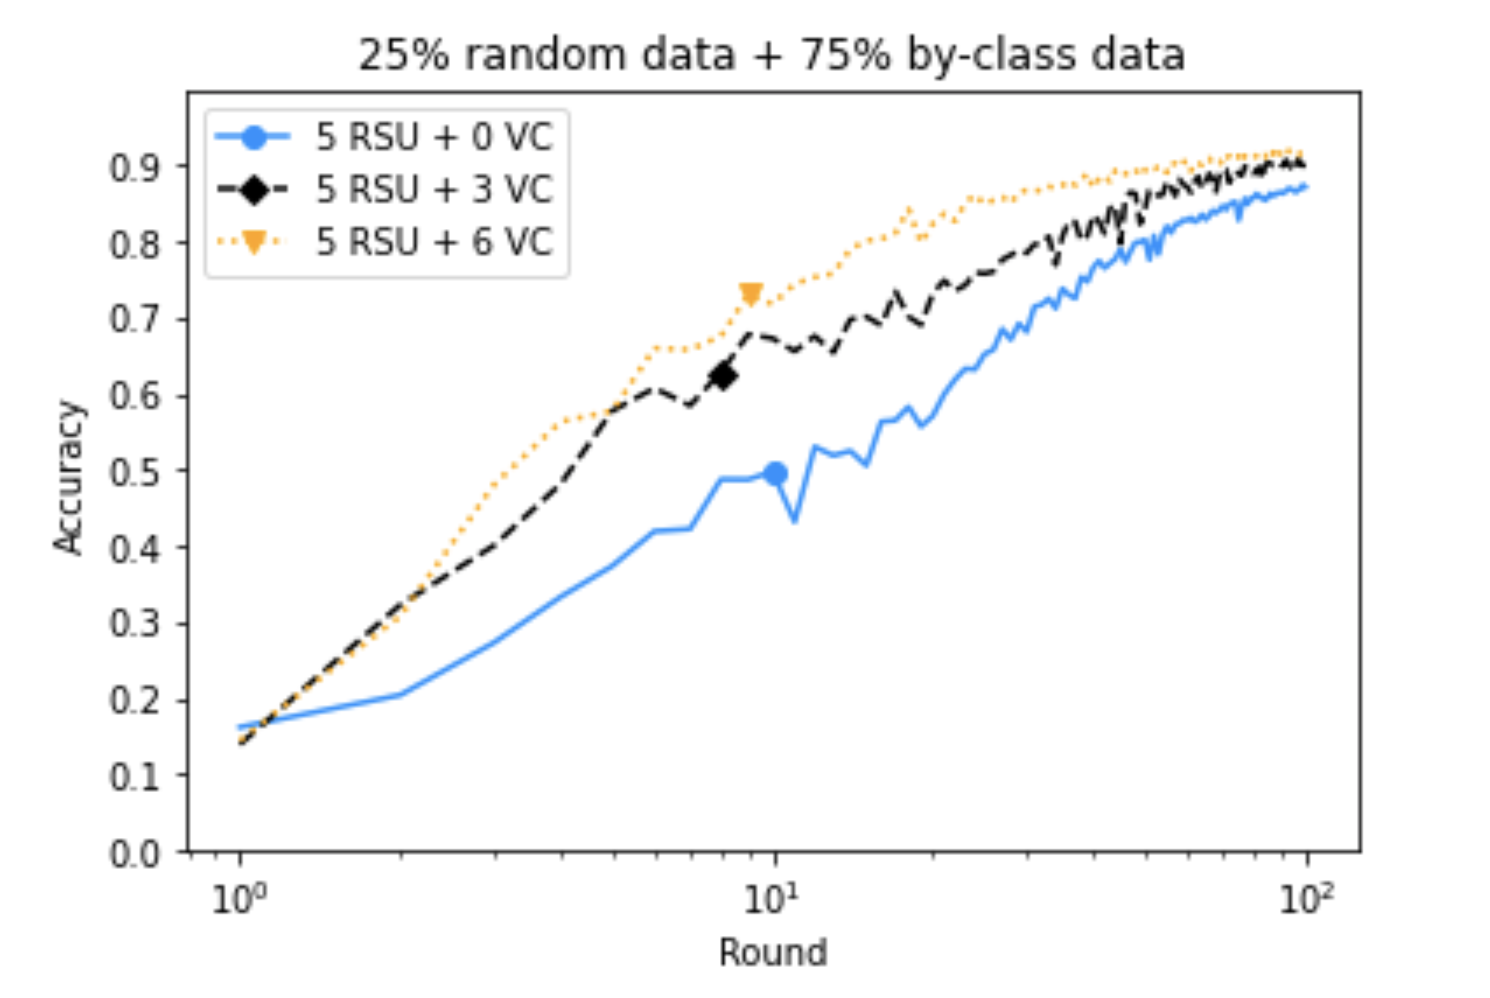 25% random data + 75% by-class data
5 RSU + 0 VC
5 RSU + 3 VC
5 RSU + 6 VC
0.9
0.8
0.7
0.6
0.5
0.4
0.3
0.2
0.1
0.0
Accuracy
10⁰ 10¹ 10²
Round